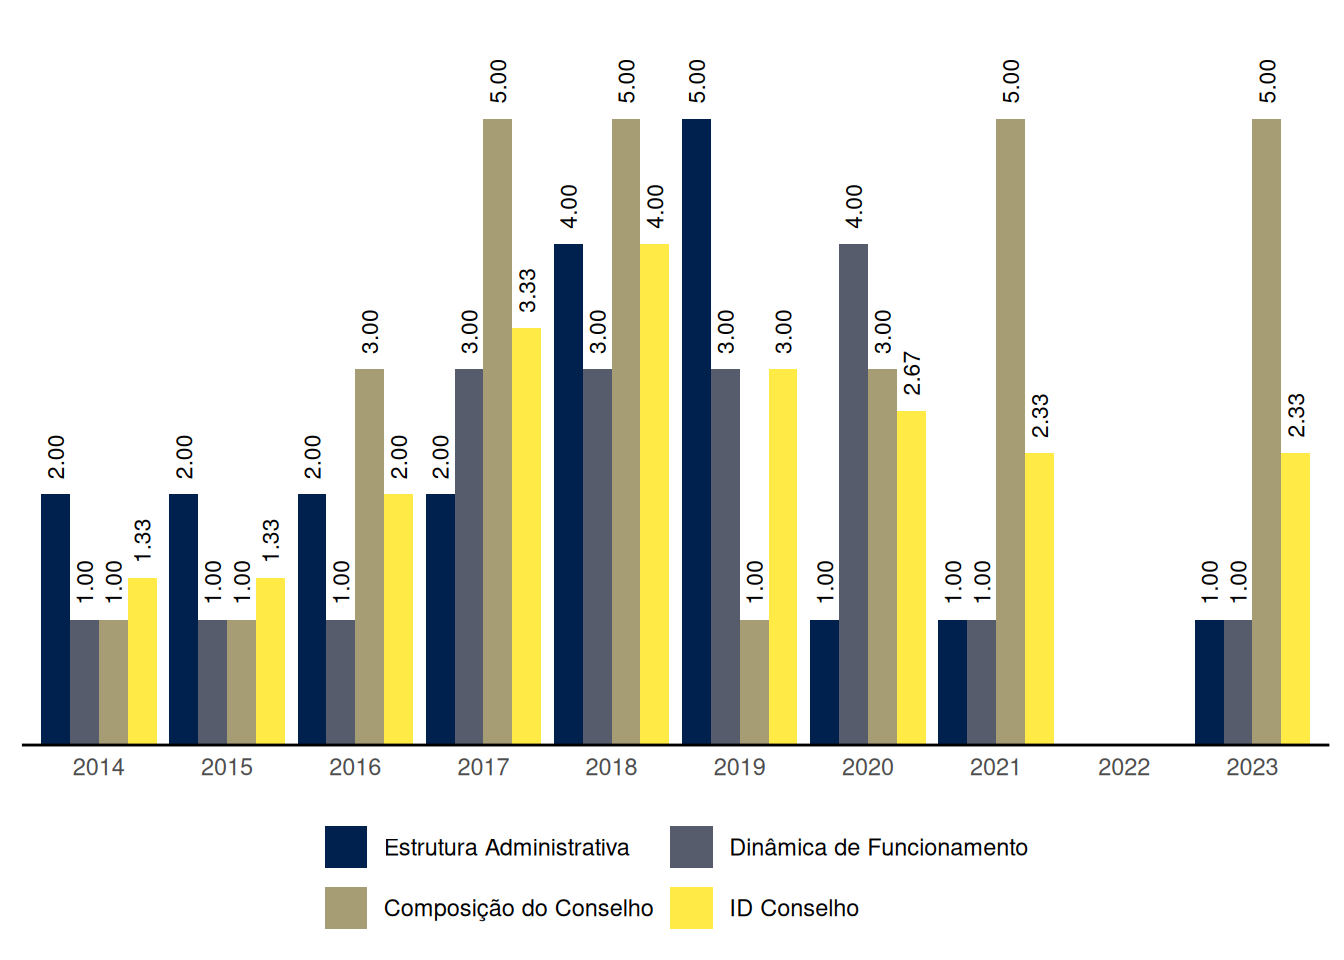 2.00 1.00 1.00 1.33
2.00 1.00 1.00 1.33
2.00 1.00 3.00 2.00
2.00 3.00 5.00 3.33
4.00 3.00 5.00 4.00
5.00 3.00 1.00 3.00
1.00 4.00 3.00 2.67
1.00 1.00 5.00 2.33
1.00 1.00 5.00 2.33
2014 2015 2016 2017 2018 2019 2020 2021 2022 2023
Estrutura Administrativa Dinâmica de Funcionamento
Composição do Conselho ID Conselho